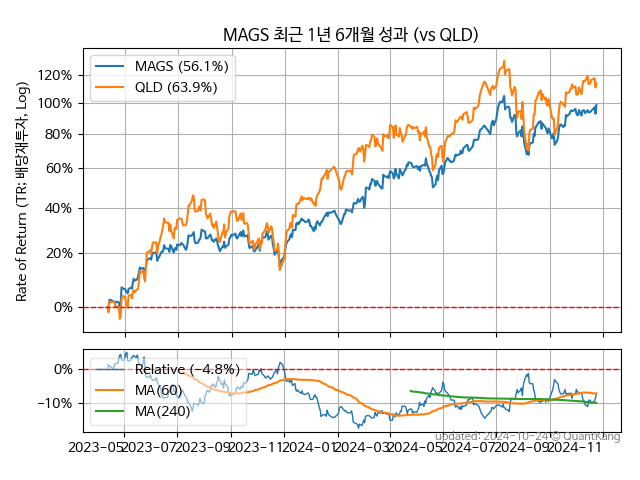 MAGS 최근 1년 6개월 성과 (vs QLD)
Rate of Return (TR: 배당재투자, Log)
120%
100%
80%
60%
40%
20%
0%
MAGS (56.1%)
QLD (63.9%)
0%
−10%
Relative (−4.8%)
MA(60)
MA(240)
updated: 2024-10-24 © QuantKang
2023-05 2023-07 2023-09 2023-11 2024-01 2024-03 2024-05 2024-07 2024-09 2024-11